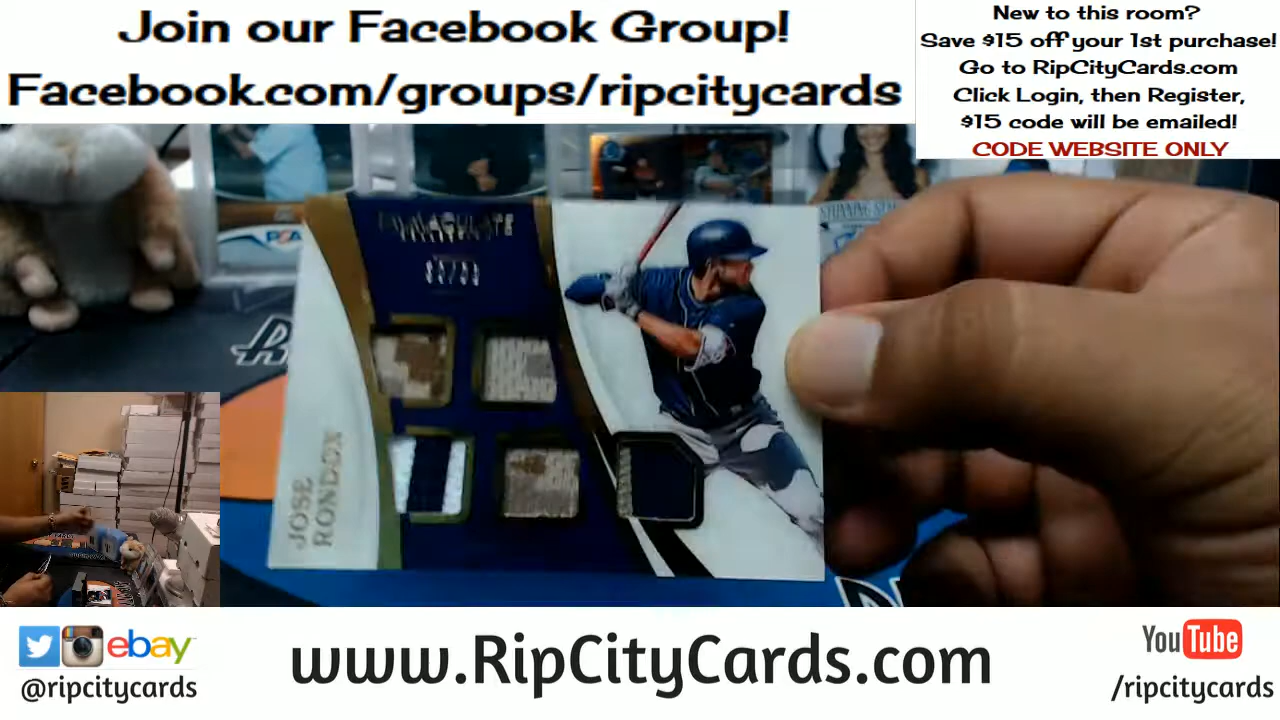 Join our Facebook Group!
Facebook.com/groups/ripcitycards
New to this room?
Save $15 off your 1st purchase!
Go to RipCityCards.com
Click Login, then Register,
$15 code will be emailed!
CODE WEBSITE ONLY
IMMACULATE
JOSE
RONDON
ebay
@ripcitycards
www.RipCityCards.com
YouTube
/ripcitycards